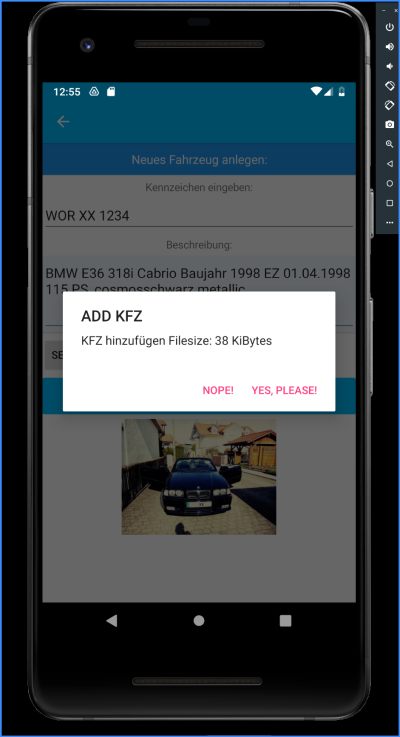 12:55
Neues Fahrzeug anlegen:
Kennzeichen eingeben:
WOR XX 1234
Beschreibung:
BMW E36 318i Cabrio Baujahr 1998 EZ 01.04.1998
115 PS, cosmosschwarz metallic
SE
ADD KFZ
KFZ hinzufügen Filesize: 38 KiBytes
NOPE! YES, PLEASE!